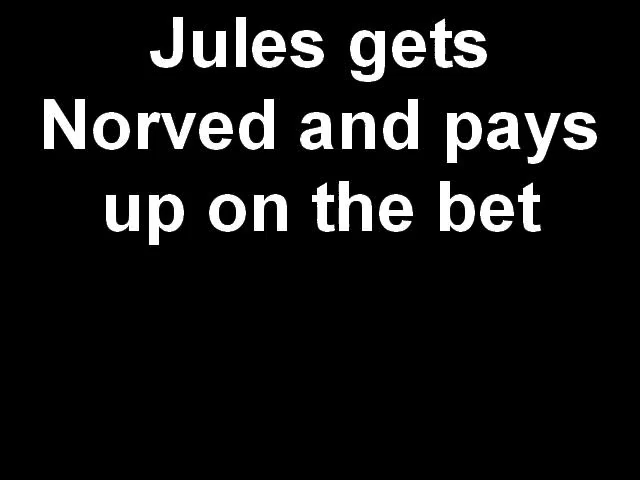 Jules gets
Norved and pays
up on the bet